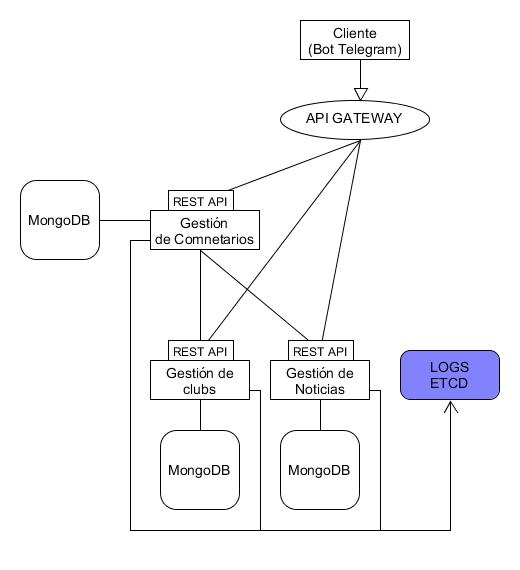 Cliente
(Bot Telegram)
API GATEWAY
REST API
MongoDB
Gestión
de Comnetarios
REST API
REST API
Gestión de
clubs
Gestión de
Noticias
LOGS
ETCD
MongoDB
MongoDB